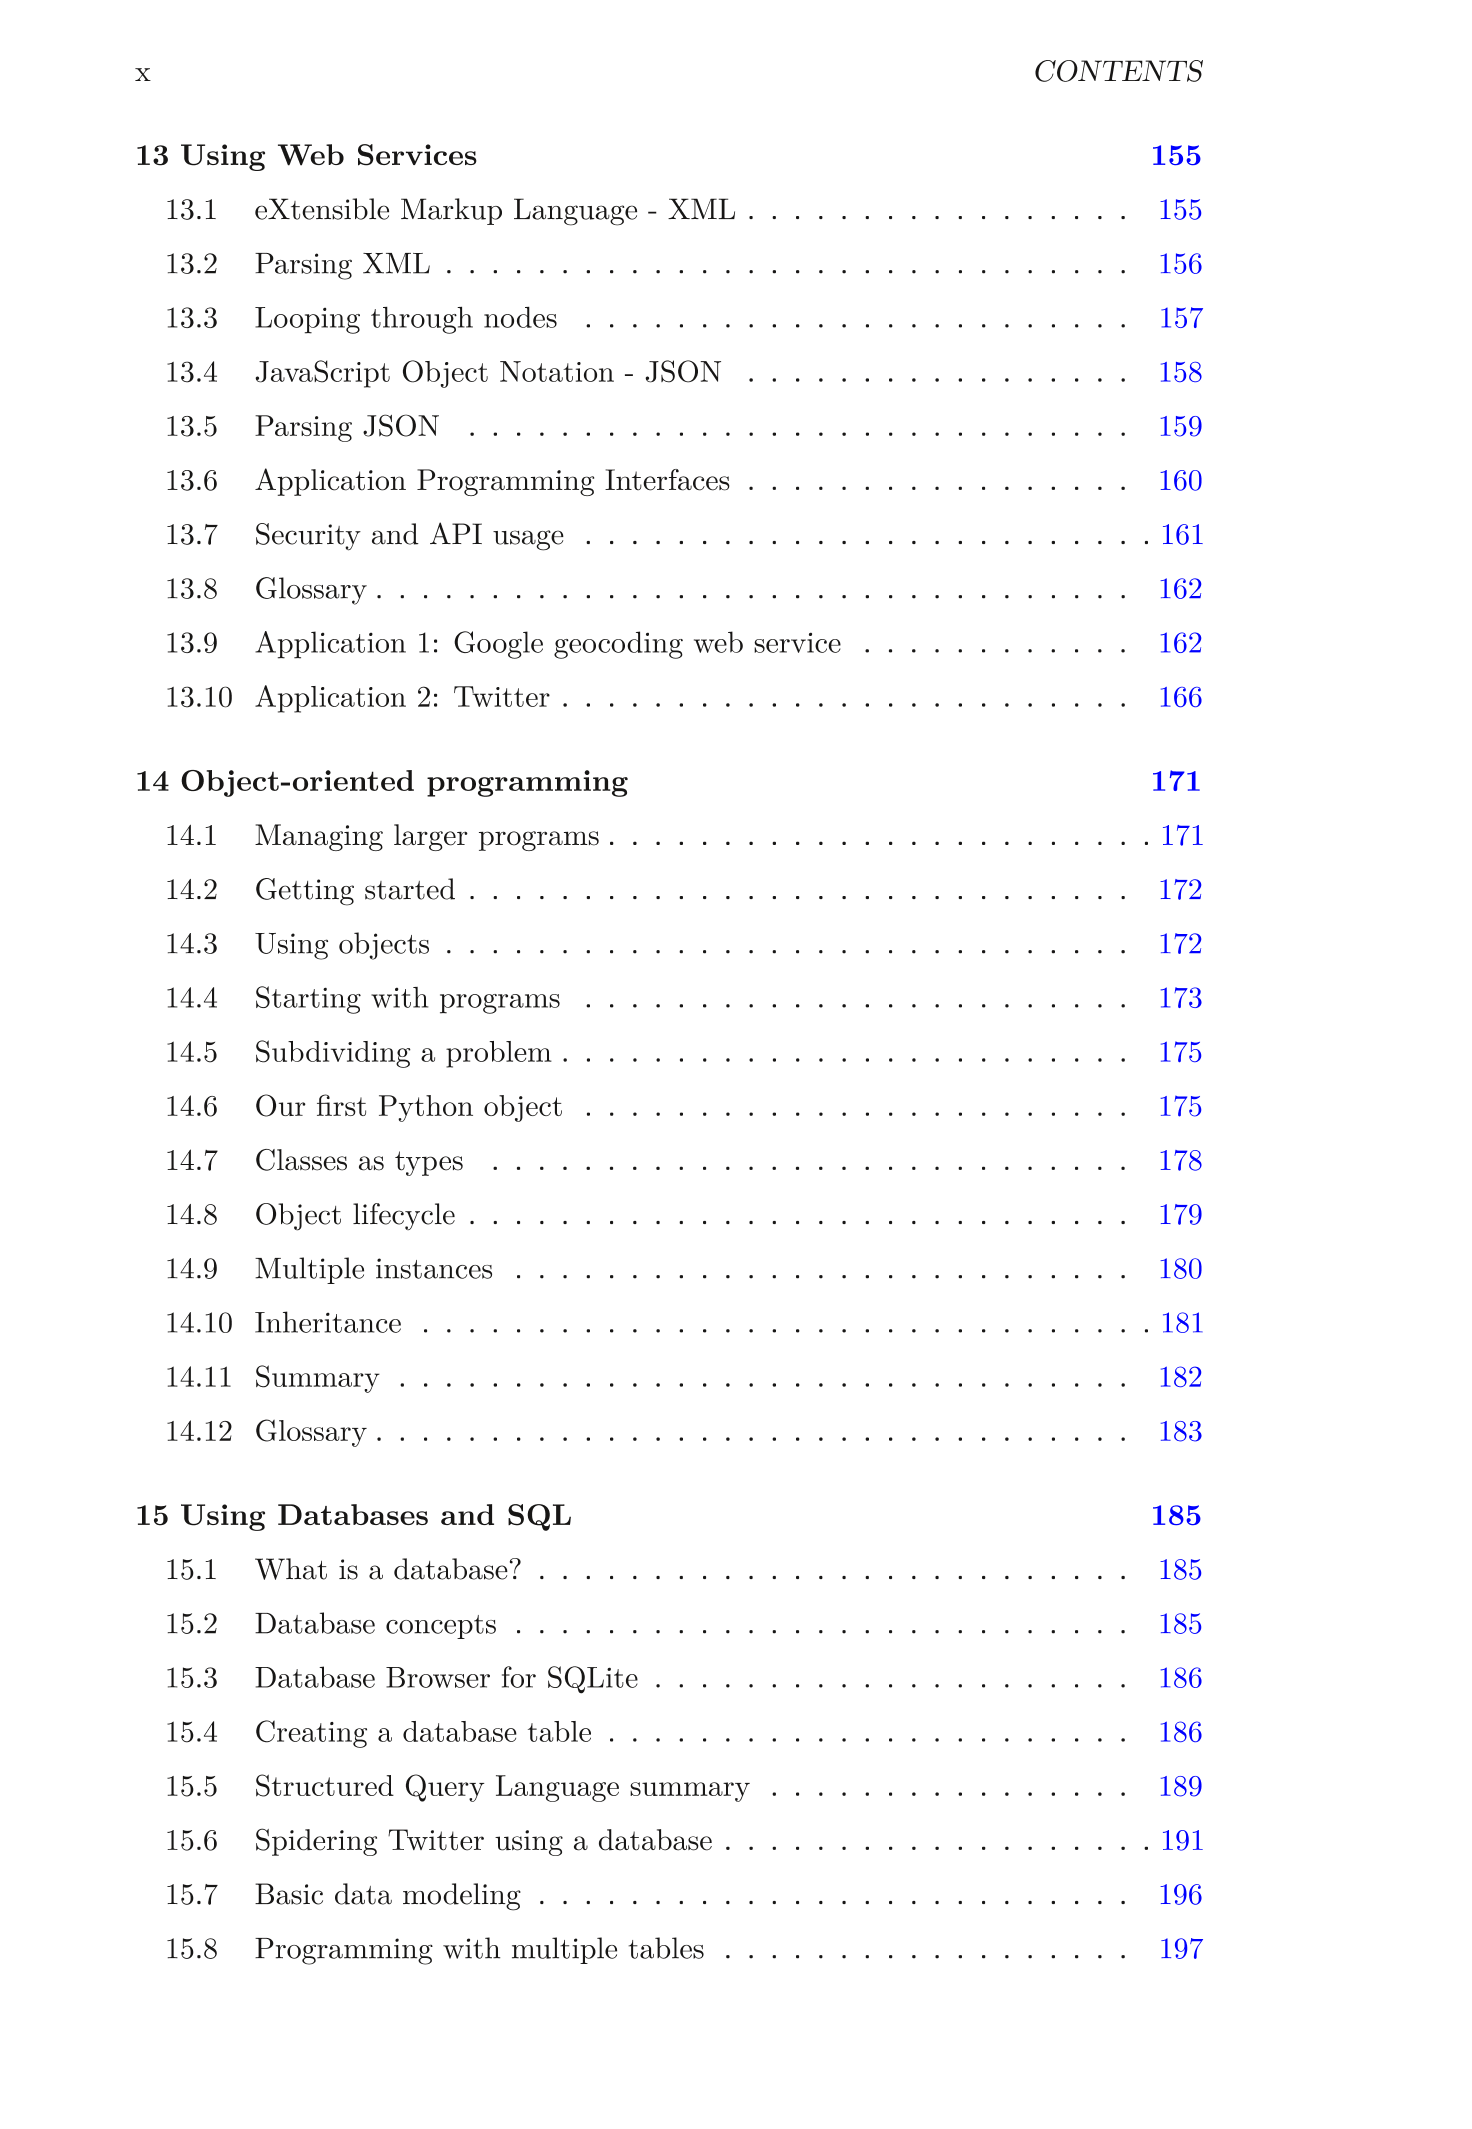 x CONTENTS
13 Using Web Services 155
13.1 eXtensible Markup Language - XML . . . . . . . . . . . . . . . . . 155
13.2 Parsing XML . . . . . . . . . . . . . . . . . . . . . . . . . . . . . . 156
13.3 Looping through nodes . . . . . . . . . . . . . . . . . . . . . . . . 157
13.4 JavaScript Object Notation - JSON . . . . . . . . . . . . . . . . . 158
13.5 Parsing JSON . . . . . . . . . . . . . . . . . . . . . . . . . . . . . 159
13.6 Application Programming Interfaces . . . . . . . . . . . . . . . . . 160
13.7 Security and API usage . . . . . . . . . . . . . . . . . . . . . . . . . 161
13.8 Glossary . . . . . . . . . . . . . . . . . . . . . . . . . . . . . . . . . 162
13.9 Application 1: Google geocoding web service . . . . . . . . . . . . 162
13.10 Application 2: Twitter . . . . . . . . . . . . . . . . . . . . . . . . . 166
14 Object-oriented programming 171
14.1 Managing larger programs . . . . . . . . . . . . . . . . . . . . . . . . 171
14.2 Getting started . . . . . . . . . . . . . . . . . . . . . . . . . . . . . 172
14.3 Using objects . . . . . . . . . . . . . . . . . . . . . . . . . . . . . . 172
14.4 Starting with programs . . . . . . . . . . . . . . . . . . . . . . . . 173
14.5 Subdividing a problem . . . . . . . . . . . . . . . . . . . . . . . . . 175
14.6 Our first Python object . . . . . . . . . . . . . . . . . . . . . . . . 175
14.7 Classes as types . . . . . . . . . . . . . . . . . . . . . . . . . . . . 178
14.8 Object lifecycle . . . . . . . . . . . . . . . . . . . . . . . . . . . . . 179
14.9 Multiple instances . . . . . . . . . . . . . . . . . . . . . . . . . . . 180
14.10 Inheritance . . . . . . . . . . . . . . . . . . . . . . . . . . . . . . . . 181
14.11 Summary . . . . . . . . . . . . . . . . . . . . . . . . . . . . . . . . 182
14.12 Glossary . . . . . . . . . . . . . . . . . . . . . . . . . . . . . . . . . 183
15 Using Databases and SQL 185
15.1 What is a database? . . . . . . . . . . . . . . . . . . . . . . . . . . 185
15.2 Database concepts . . . . . . . . . . . . . . . . . . . . . . . . . . . 185
15.3 Database Browser for SQLite . . . . . . . . . . . . . . . . . . . . . 186
15.4 Creating a database table . . . . . . . . . . . . . . . . . . . . . . . 186
15.5 Structured Query Language summary . . . . . . . . . . . . . . . . 189
15.6 Spidering Twitter using a database . . . . . . . . . . . . . . . . . . . 191
15.7 Basic data modeling . . . . . . . . . . . . . . . . . . . . . . . . . . 196
15.8 Programming with multiple tables . . . . . . . . . . . . . . . . . . 197